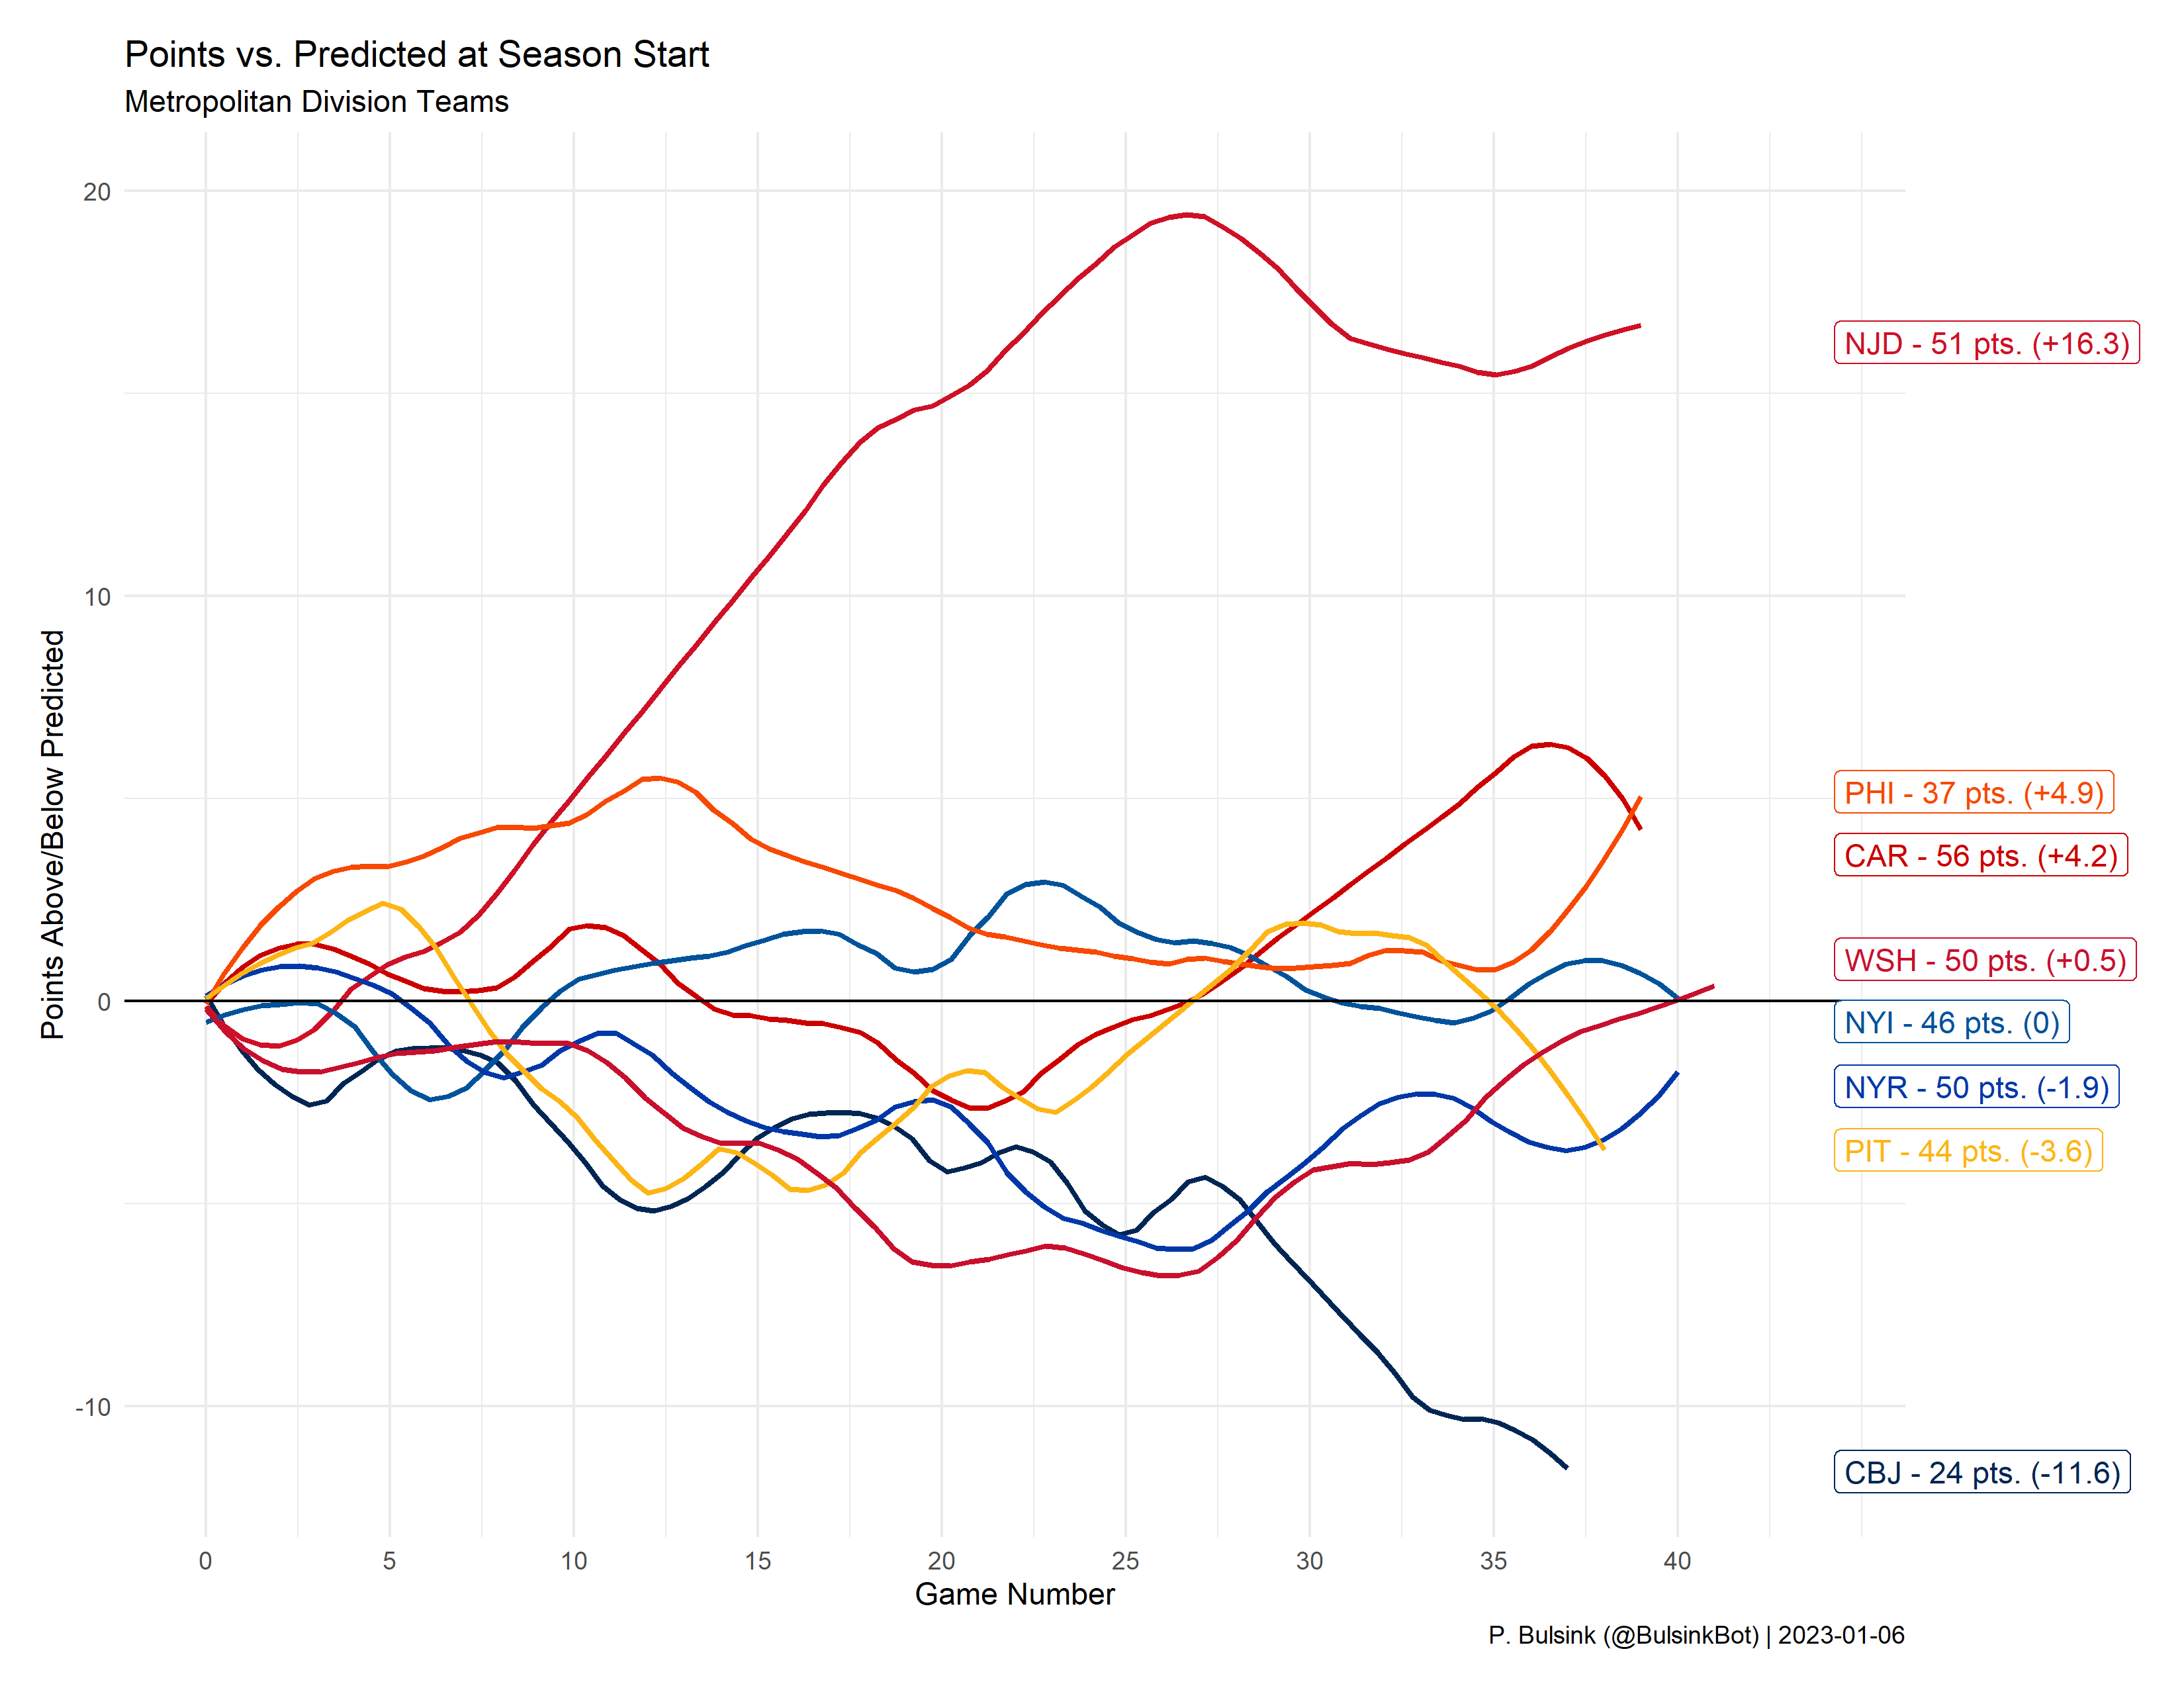 Points vs. Predicted at Season Start
Metropolitan Division Teams
Points Above/Below Predicted
20
10
0
-10
NJD - 51 pts. (+16.3)
PHI - 37 pts. (+4.9)
CAR - 56 pts. (+4.2)
WSH - 50 pts. (+0.5)
NYI - 46 pts. (0)
NYR - 50 pts. (-1.9)
PIT - 44 pts. (-3.6)
CBJ - 24 pts. (-11.6)
0 5 10 15 20 25 30 35 40
Game Number
P. Bulsink (@BulsinkBot) | 2023-01-06